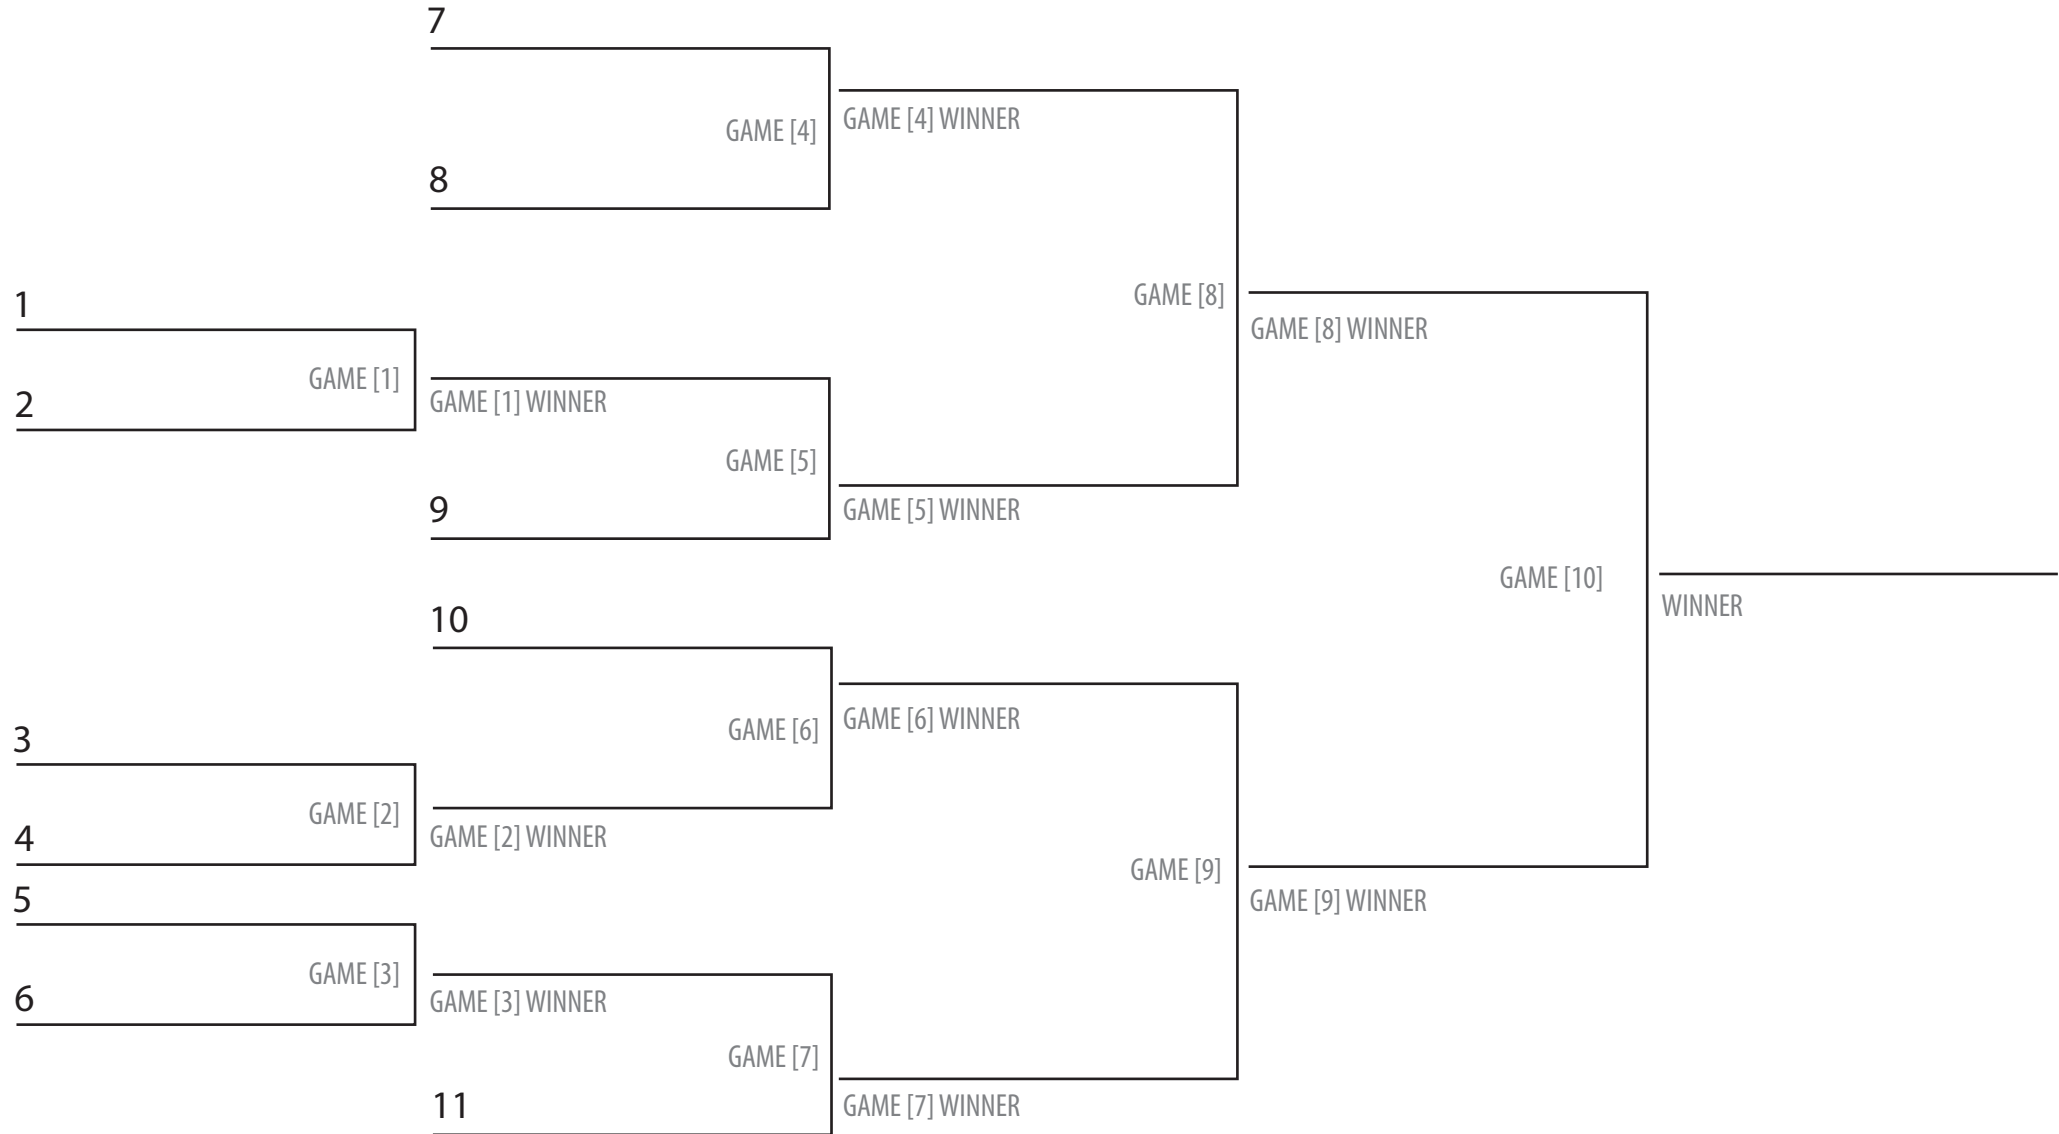 7
GAME [4]
GAME [4] WINNER
8
1
GAME [8]
GAME [8] WINNER
GAME [1]
GAME [1] WINNER
2
GAME [5]
9
GAME [5] WINNER
GAME [10]
WINNER
10
GAME [6]
GAME [6] WINNER
3
GAME [2]
GAME [2] WINNER
4
GAME [9]
GAME [9] WINNER
5
GAME [3]
GAME [3] WINNER
6
GAME [7]
11
GAME [7] WINNER